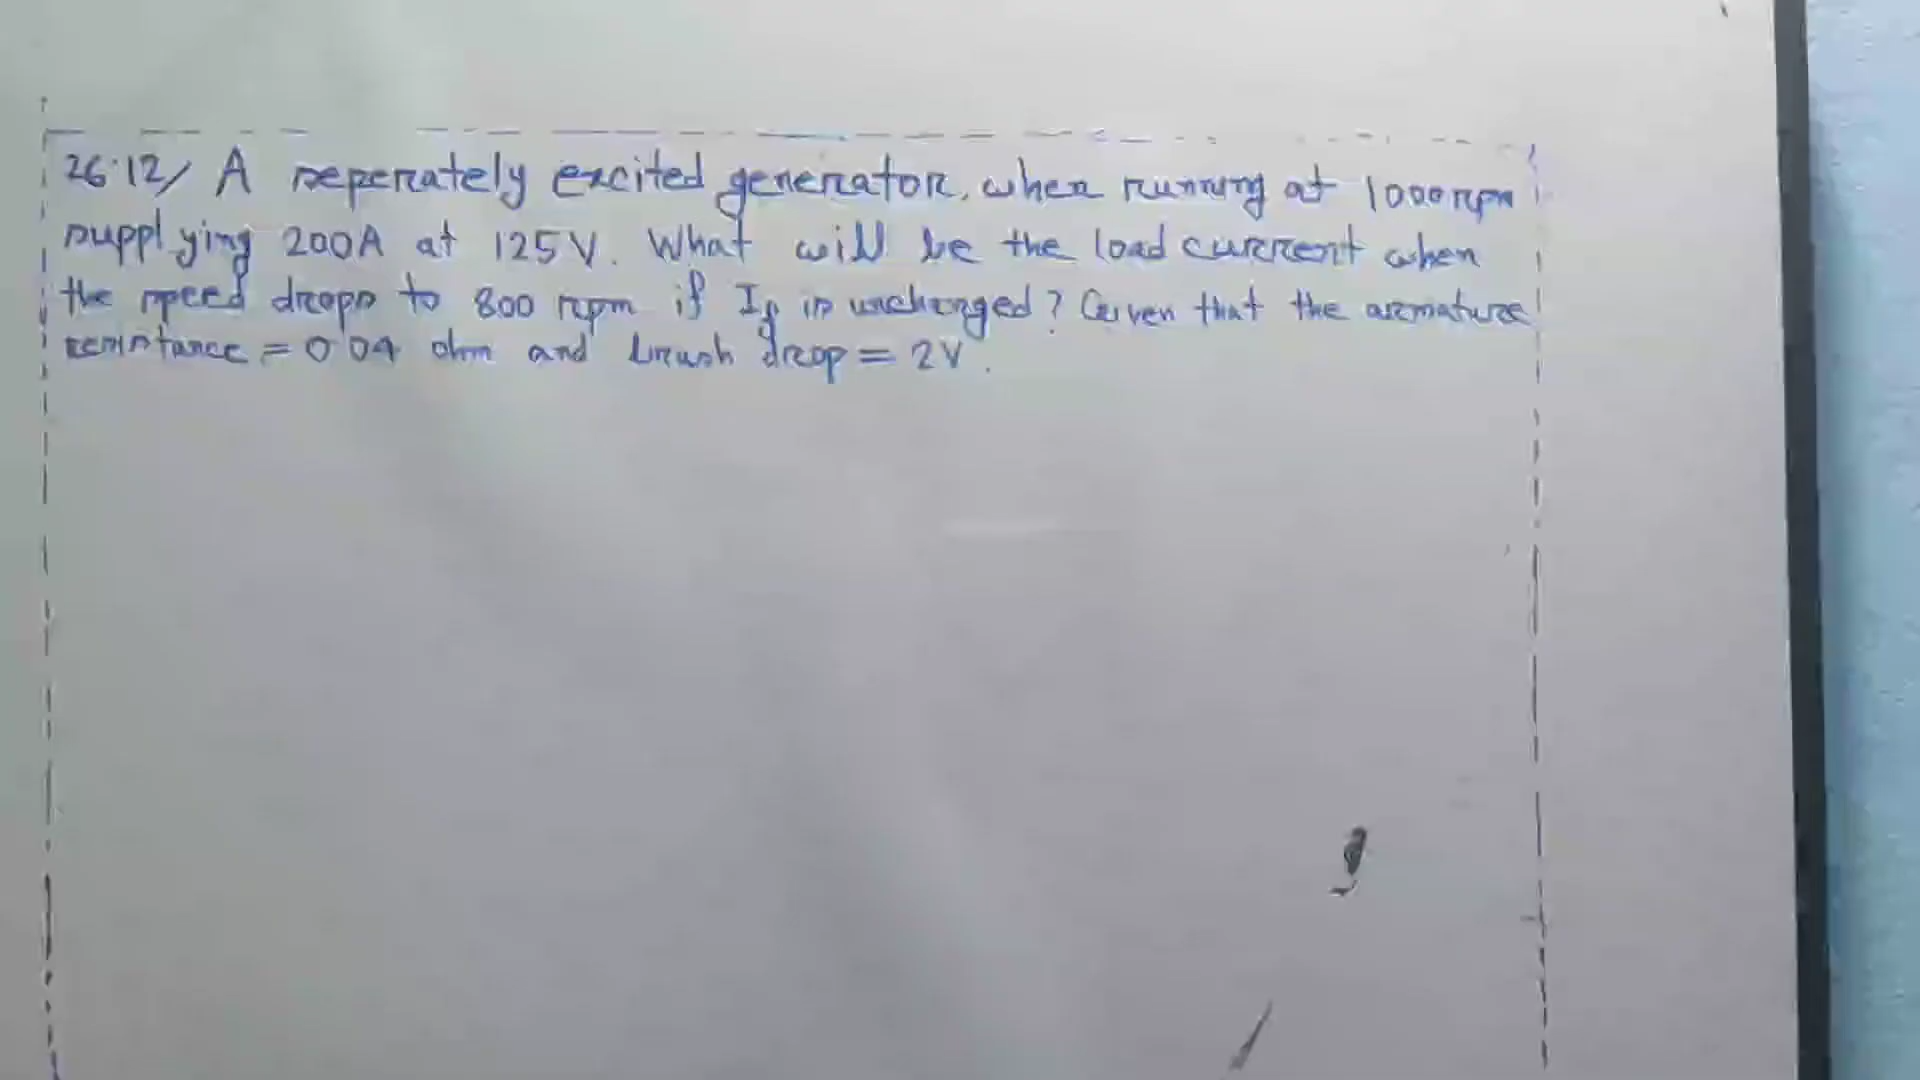 26.12/ A seperately excited generator, when running at 1000 rpm
supplying 200A at 125V. What will be the load current when
the speed drops to 800 rpm if If is unchanged? Given that the armature
resistance = 0.04 ohm and brush drop = 2V.